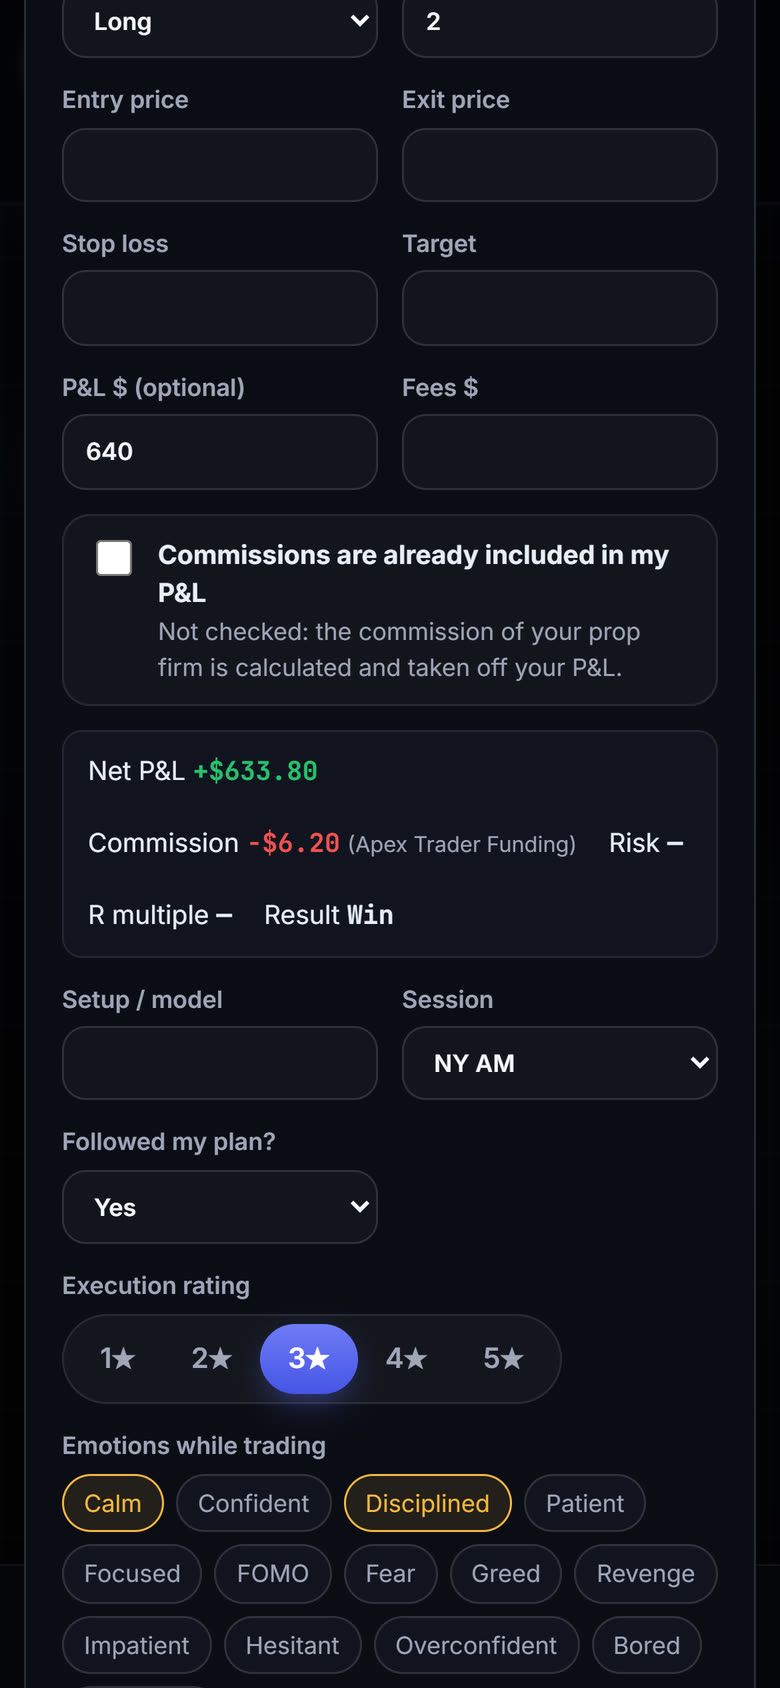 Long 2
Entry price Exit price
Stop loss Target
P&L $ (optional) Fees $
640
Commissions are already included in my
P&L
Not checked: the commission of your prop
firm is calculated and taken off your P&L.
Net P&L +$633.80
Commission -$6.20 (Apex Trader Funding) Risk –
R multiple – Result Win
Setup / model Session
NY AM
Followed my plan?
Yes
Execution rating
1★ 2★ 3★ 4★ 5★
Emotions while trading
Calm Confident Disciplined Patient
Focused FOMO Fear Greed Revenge
Impatient Hesitant Overconfident Bored